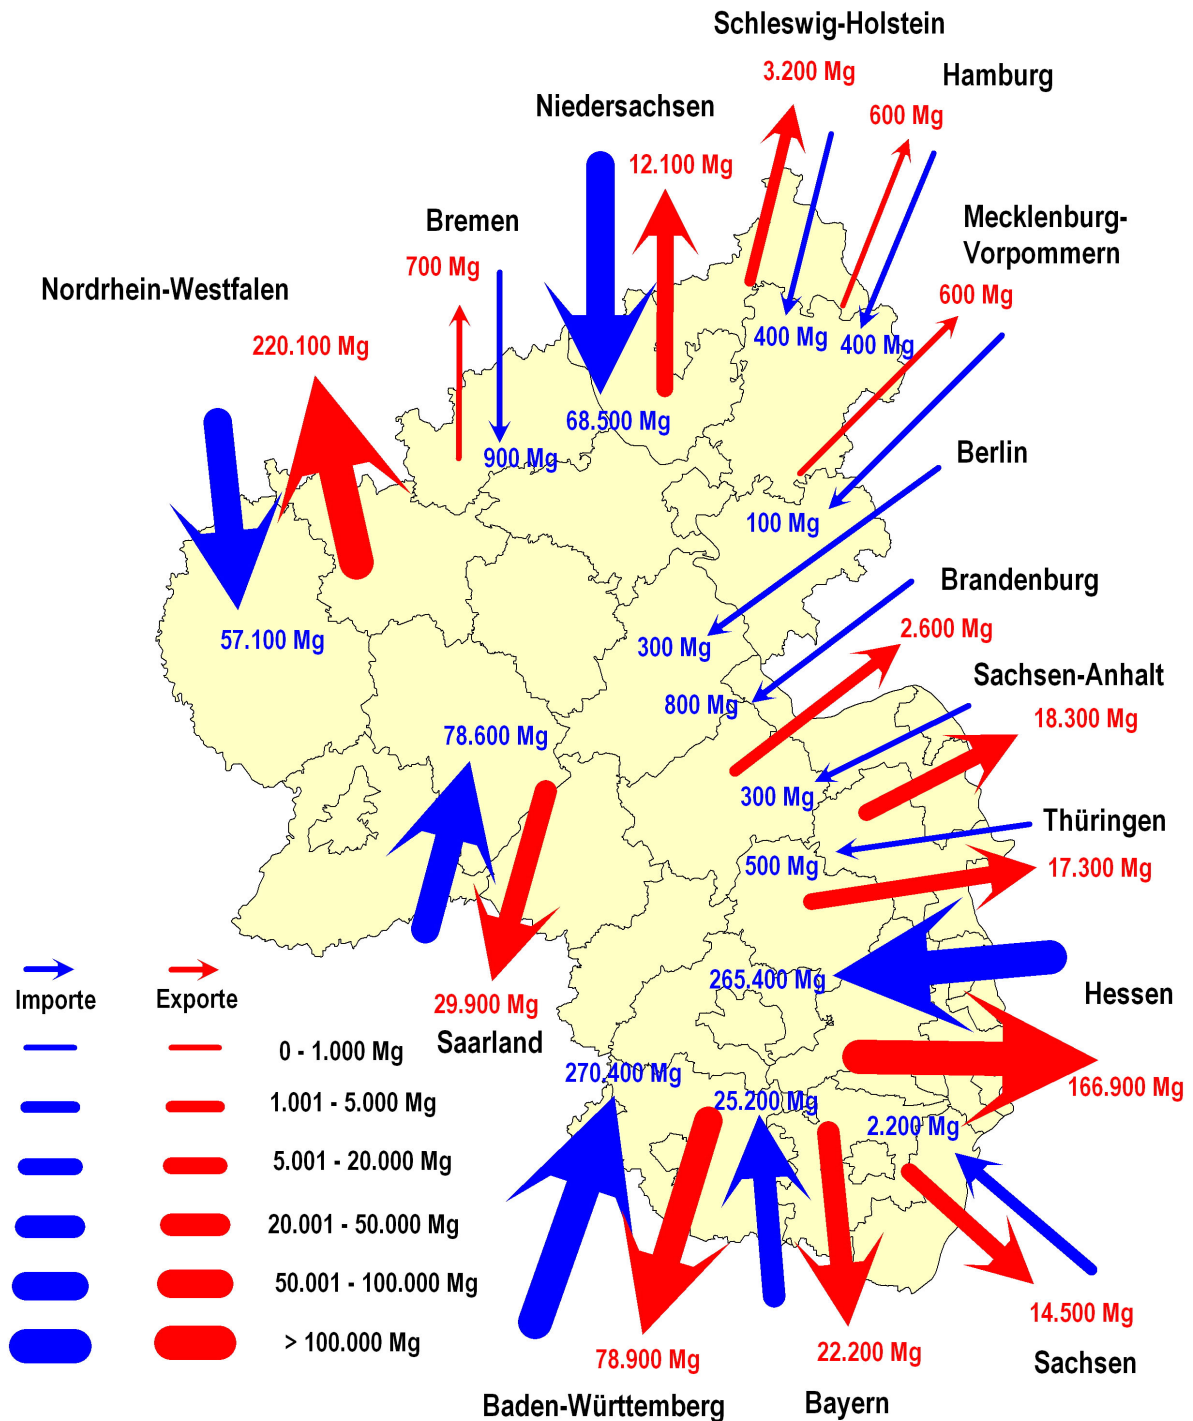 Schleswig-Holstein
3.200 Mg
Hamburg
600 Mg
Niedersachsen
12.100 Mg
Bremen
700 Mg
Mecklenburg-
Vorpommern
600 Mg
Nordrhein-Westfalen
220.100 Mg
400 Mg
400 Mg
68.500 Mg
900 Mg
Berlin
100 Mg
Brandenburg
2.600 Mg
57.100 Mg
300 Mg
Sachsen-Anhalt
18.300 Mg
800 Mg
78.600 Mg
300 Mg
Thüringen
17.300 Mg
500 Mg
265.400 Mg
Hessen
166.900 Mg
29.900 Mg
Saarland
270.400 Mg
25.200 Mg
2.200 Mg
14.500 Mg
Sachsen
22.200 Mg
Bayern
78.900 Mg
Baden-Württemberg
Importe
Exporte
0 - 1.000 Mg
1.001 - 5.000 Mg
5.001 - 20.000 Mg
20.001 - 50.000 Mg
50.001 - 100.000 Mg
> 100.000 Mg